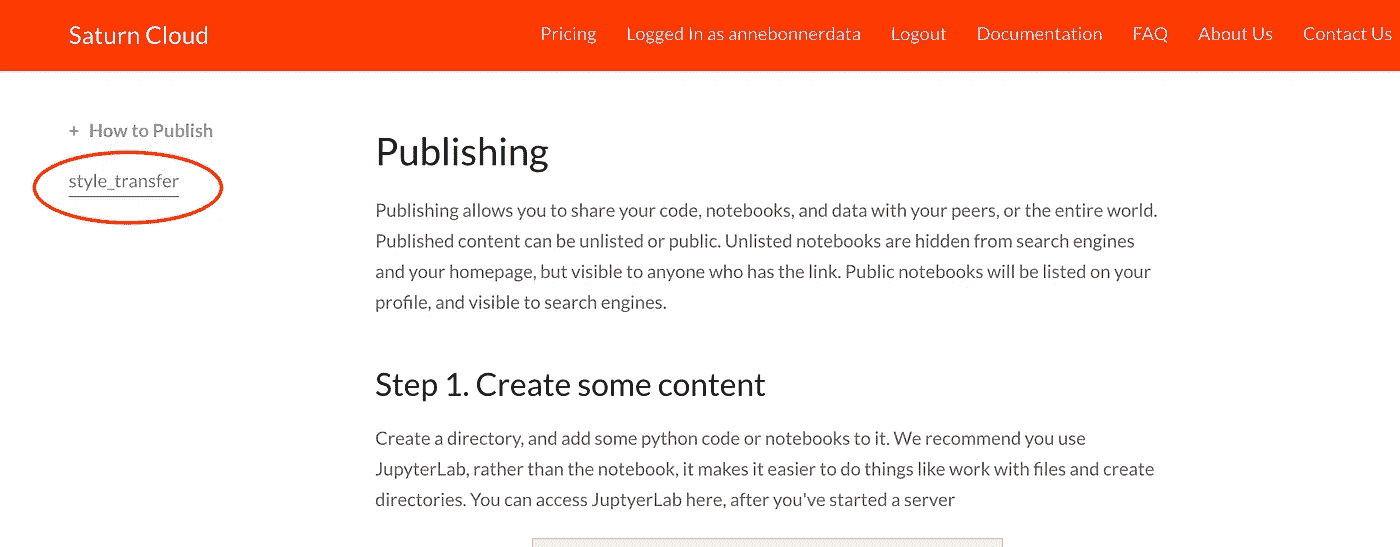 Saturn Cloud Pricing Logged In as annebonnerdata Logout Documentation FAQ About Us Contact Us
+ How to Publish
style_transfer
Publishing
Publishing allows you to share your code, notebooks, and data with your peers, or the entire world.
Published content can be unlisted or public. Unlisted notebooks are hidden from search engines
and your homepage, but visible to anyone who has the link. Public notebooks will be listed on your
profile, and visible to search engines.
Step 1. Create some content
Create a directory, and add some python code or notebooks to it. We recommend you use
JupyterLab, rather than the notebook, it makes it easier to do things like work with files and create
directories. You can access JuptyerLab here, after you've started a server